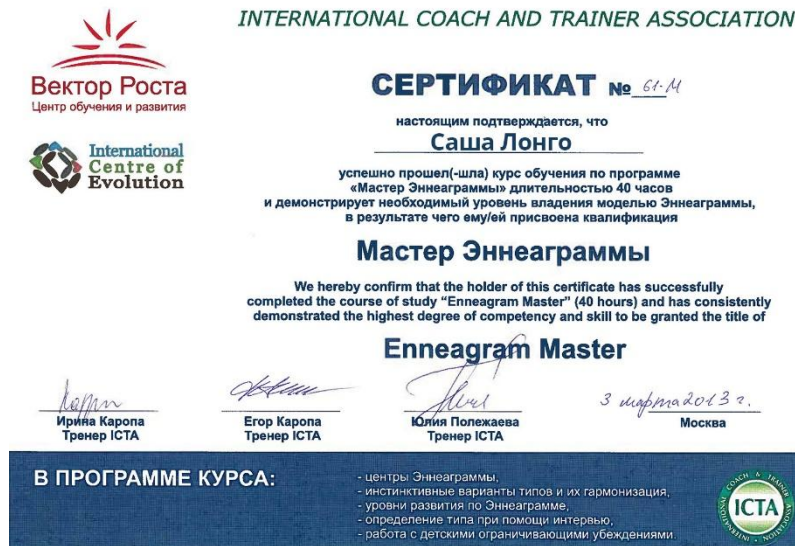 INTERNATIONAL COACH AND TRAINER ASSOCIATION
Вектор Роста
Центр обучения и развития
International
Centre of
Evolution
СЕРТИФИКАТ № 61-М
настоящим подтверждается, что
Саша Лонго
успешно прошел(-шла) курс обучения по программе
«Мастер Эннеаграммы» длительностью 40 часов
и демонстрирует необходимый уровень владения моделью Эннеаграммы,
в результате чего ему/ей присвоена квалификация
Мастер Эннеаграммы
We hereby confirm that the holder of this certificate has successfully
completed the course of study “Enneagram Master” (40 hours) and has consistently
demonstrated the highest degree of competency and skill to be granted the title of
Enneagram Master
Ирина Каропа
Тренер ICTA
Егор Каропа
Тренер ICTA
Юлия Полежаева
Тренер ICTA
3 марта 2013 г.
Москва
В ПРОГРАММЕ КУРСА:
- центры Эннеаграммы,
- инстинктивные варианты типов и их гармонизация,
- уровни развития по Эннеаграмме,
- определение типа при помощи интервью,
- работа с детскими ограничивающими убеждениями.
INTERNATIONAL COACH & TRAINER ASSOCIATION
ICTA